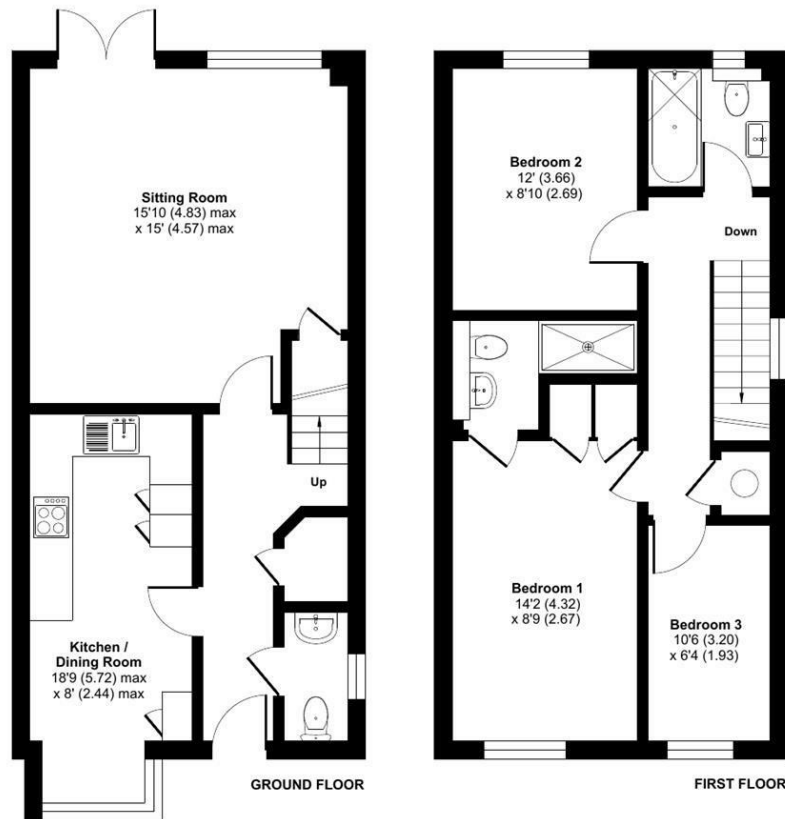 Sitting Room
15'10 (4.83) max
x 15' (4.57) max
Up
Kitchen /
Dining Room
18'9 (5.72) max
x 8' (2.44) max
GROUND FLOOR
Bedroom 2
12' (3.66)
x 8'10 (2.69)
Down
Bedroom 1
14'2 (4.32)
x 8'9 (2.67)
Bedroom 3
10'6 (3.20)
x 6'4 (1.93)
FIRST FLOOR